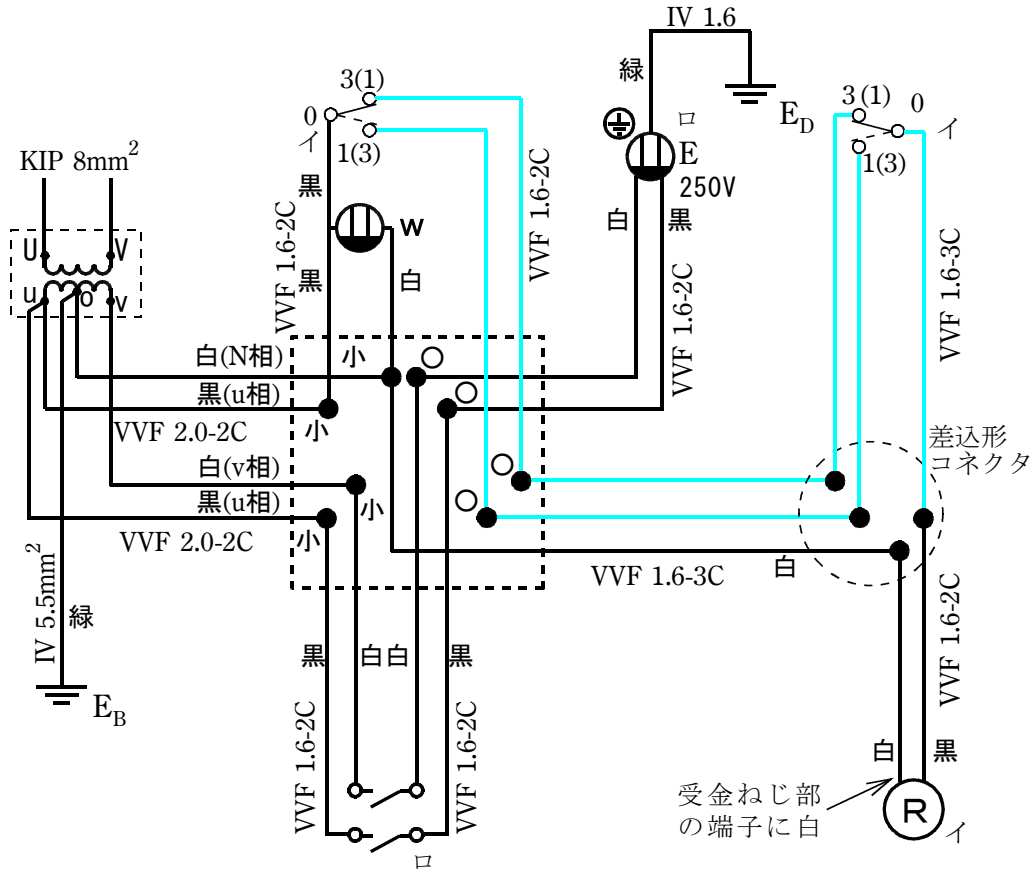 IV 1.6
緑
3(1)
0
イ
1(3)
E_D
3(1)
0
イ
1(3)
ロ
E
250V
KIP 8mm²
U
V
u
o
v
黒
VVF 1.6-2C
黒
W
白
VVF 1.6-2C
白
黒
VVF 1.6-2C
VVF 1.6-3C
白(N相)
小
黒(u相)
小
VVF 2.0-2C
白(v相)
小
黒(u相)
小
VVF 2.0-2C
差込形
コネクタ
VVF 1.6-3C
白
IV 5.5mm²
緑
E_B
黒
白
白
黒
VVF 1.6-2C
VVF 1.6-2C
VVF 1.6-2C
白
黒
受金ねじ部
の端子に白
R
イ
ロ